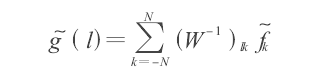 g̃ (l) = ∑_{k=-N}^{N} (W⁻¹)_{lk} f̃_k